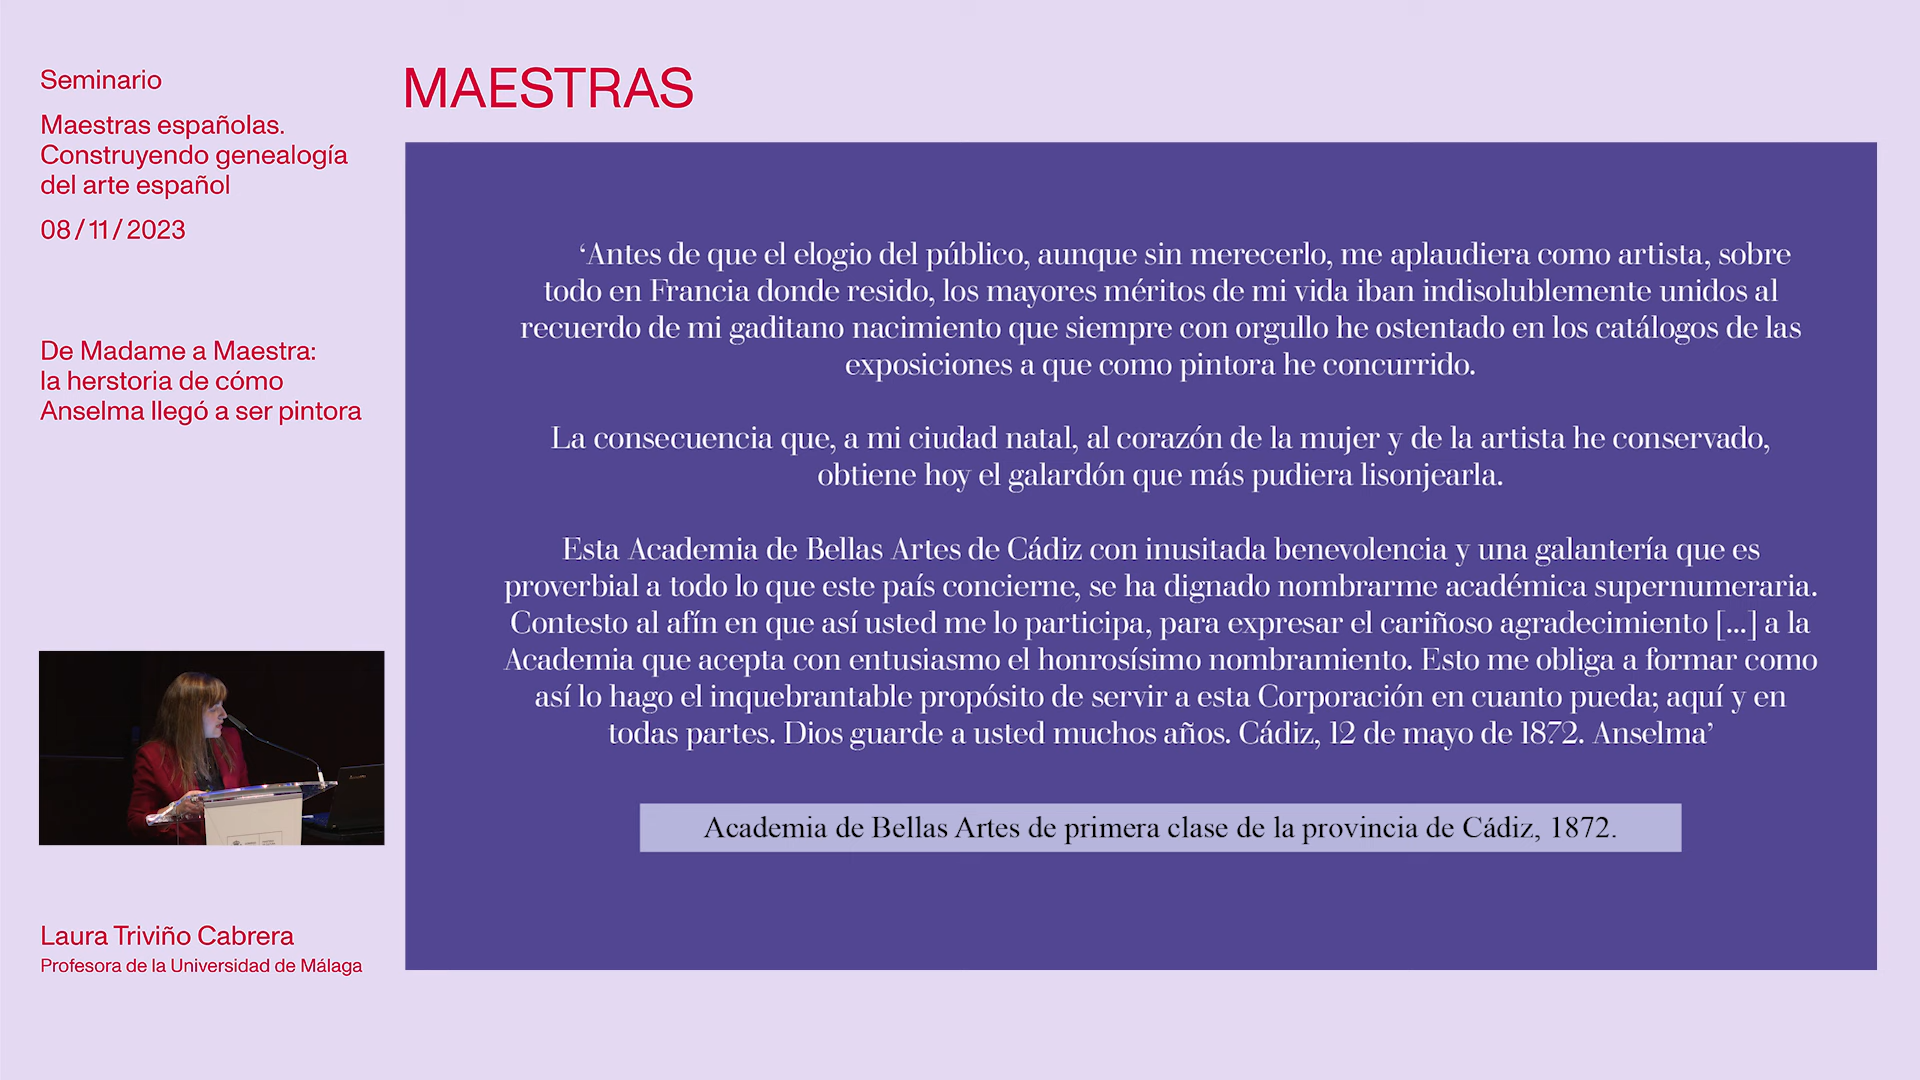 Seminario
Maestras españolas.
Construyendo genealogía
del arte español
08/11/2023
De Madame a Maestra:
la herstoria de cómo
Anselma llegó a ser pintora
Laura Triviño Cabrera
Profesora de la Universidad de Málaga
MAESTRAS
‘Antes de que el elogio del público, aunque sin merecerlo, me aplaudiera como artista, sobre
todo en Francia donde resido, los mayores méritos de mi vida iban indisolublemente unidos al
recuerdo de mi gaditano nacimiento que siempre con orgullo he ostentado en los catálogos de las
exposiciones a que como pintora he concurrido.
La consecuencia que, a mi ciudad natal, al corazón de la mujer y de la artista he conservado,
obtiene hoy el galardón que más pudiera lisonjearla.
Esta Academia de Bellas Artes de Cádiz con inusitada benevolencia y una galantería que es
proverbial a todo lo que este país concierne, se ha dignado nombrarme académica supernumeraria.
Contesto al afín en que así usted me lo participa, para expresar el cariñoso agradecimiento [...] a la
Academia que acepta con entusiasmo el honrosísimo nombramiento. Esto me obliga a formar como
así lo hago el inquebrantable propósito de servir a esta Corporación en cuanto pueda; aquí y en
todas partes. Dios guarde a usted muchos años. Cádiz, 12 de mayo de 1872. Anselma’
Academia de Bellas Artes de primera clase de la provincia de Cádiz, 1872.